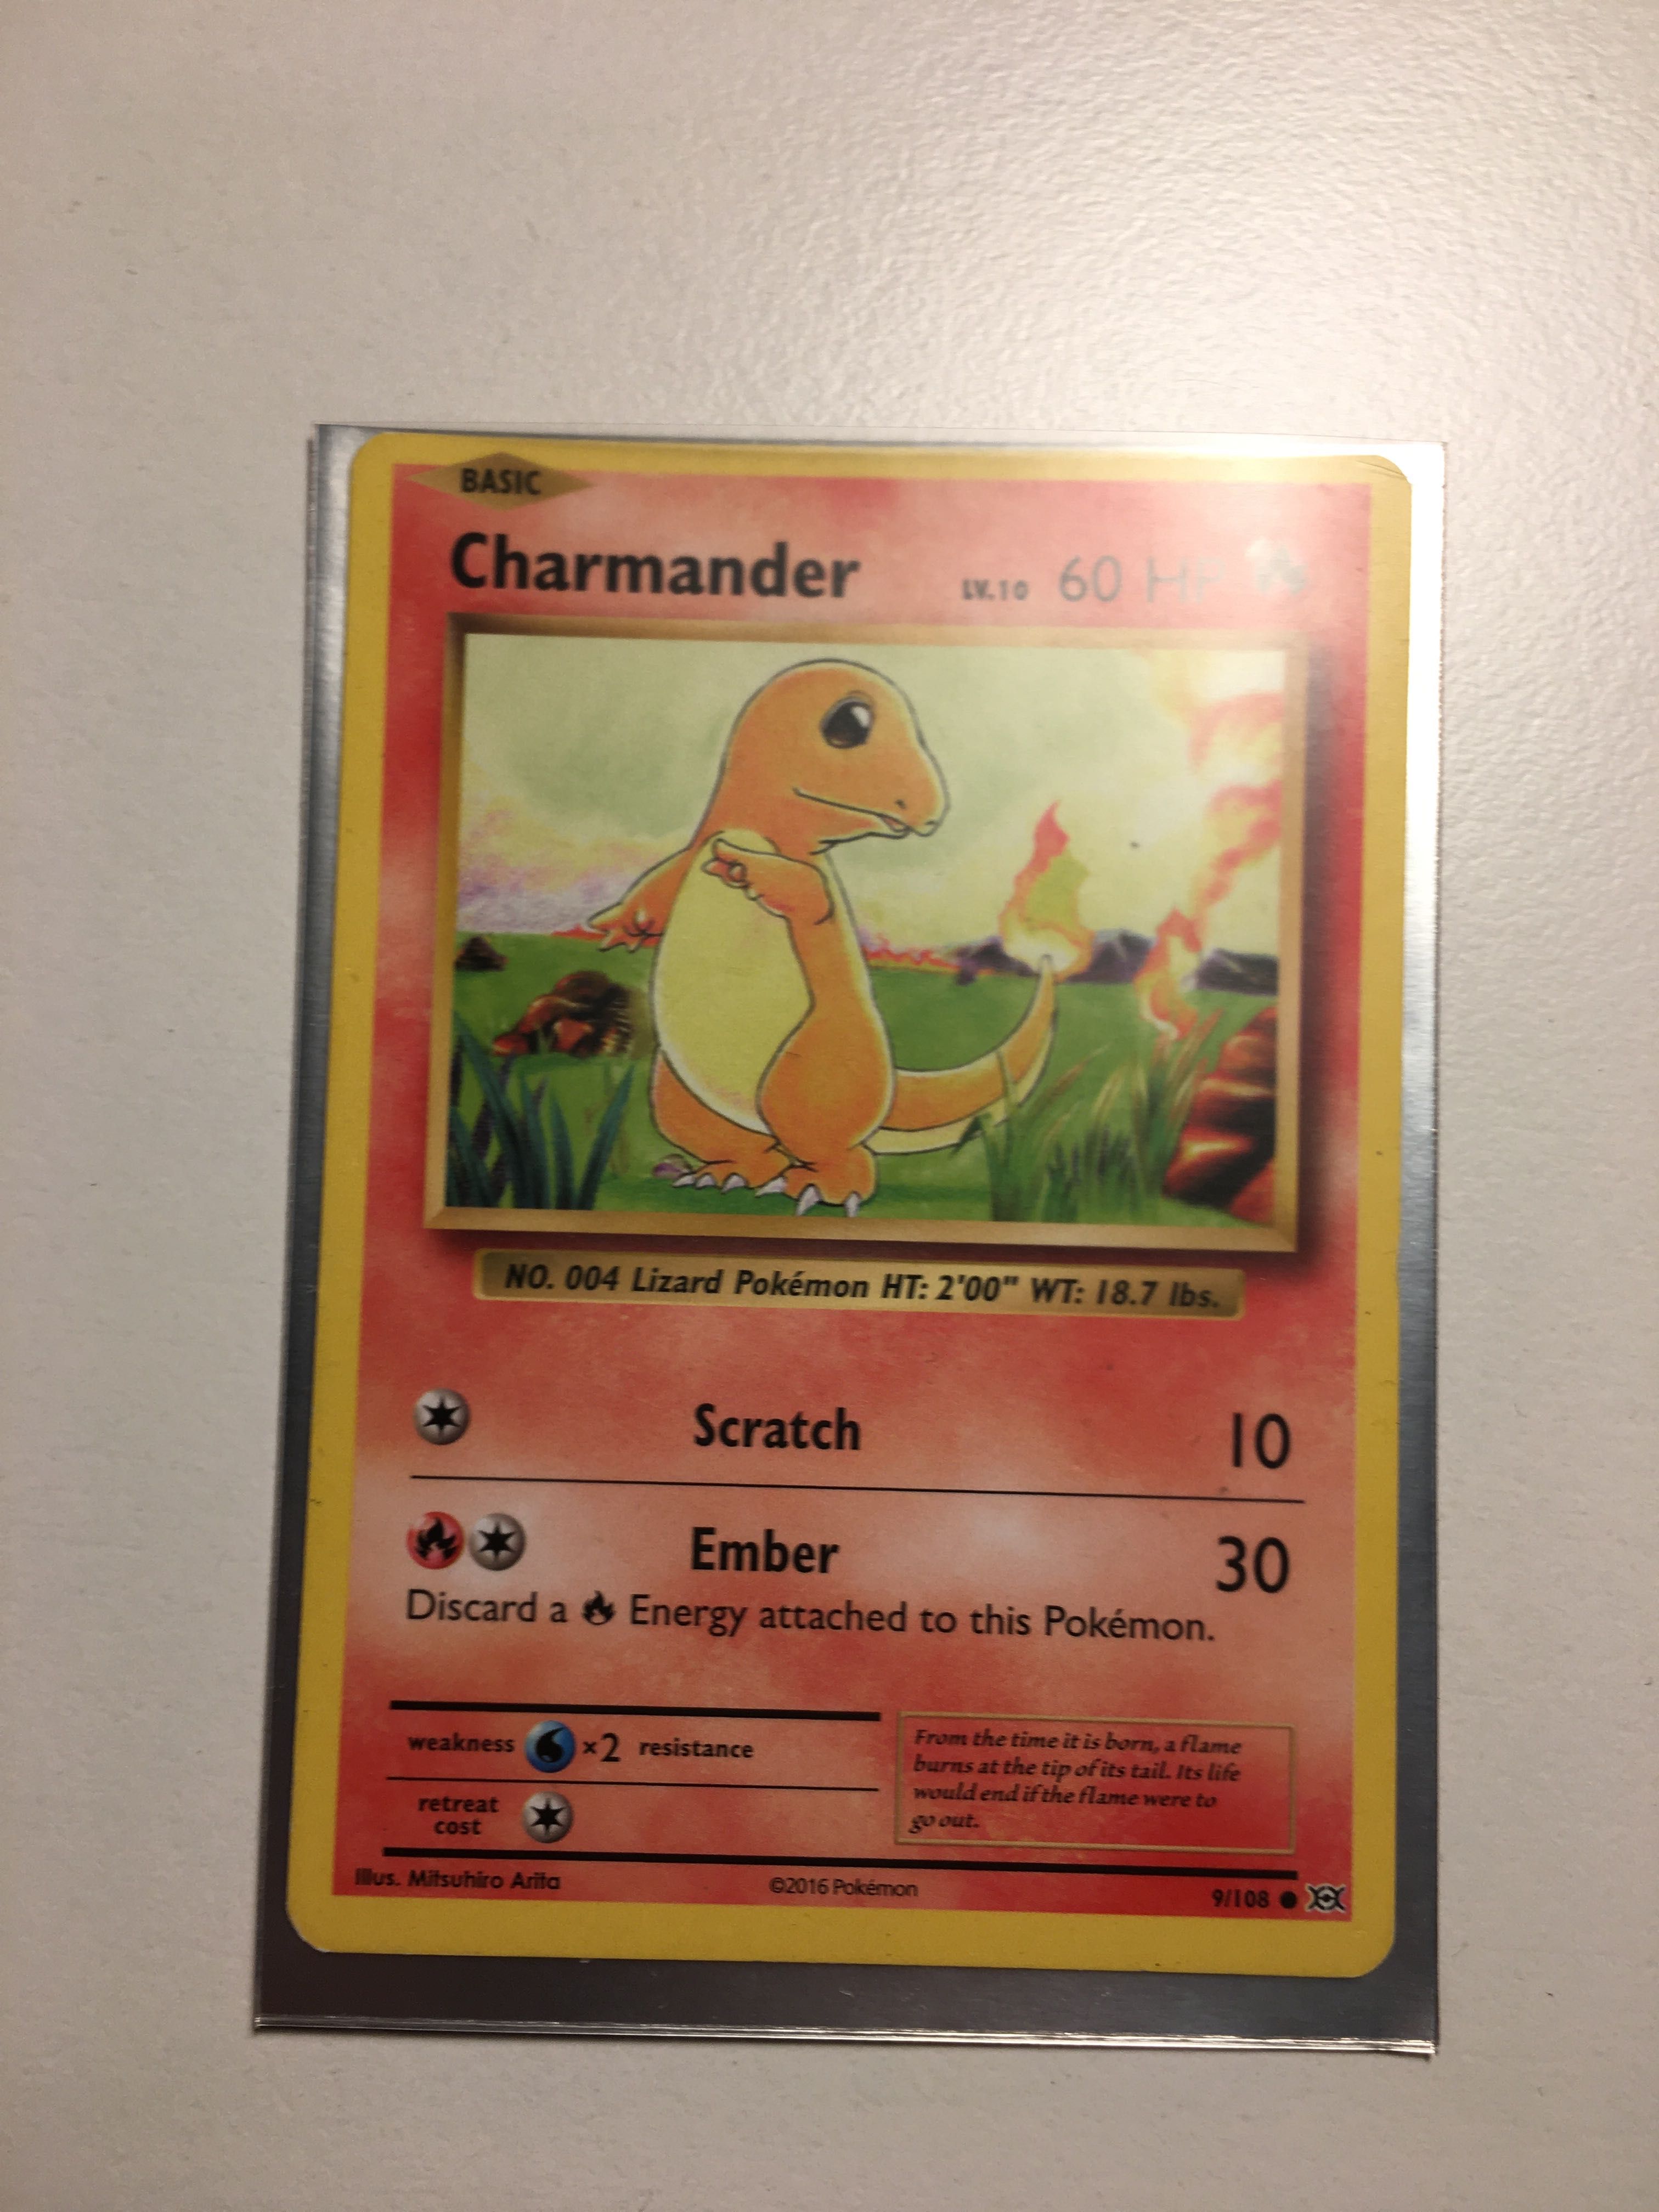 BASIC
Charmander LV.10 60 HP
NO. 004 Lizard Pokémon HT: 2'00" WT: 18.7 lbs.
Scratch 10
Ember 30
Discard a Energy attached to this Pokémon.
weakness ×2 resistance
retreat
cost
From the time it is born, a flame
burns at the tip of its tail. Its life
would end if the flame were to
go out.
Illus. Mitsuhiro Arita ©2016 Pokémon 9/108